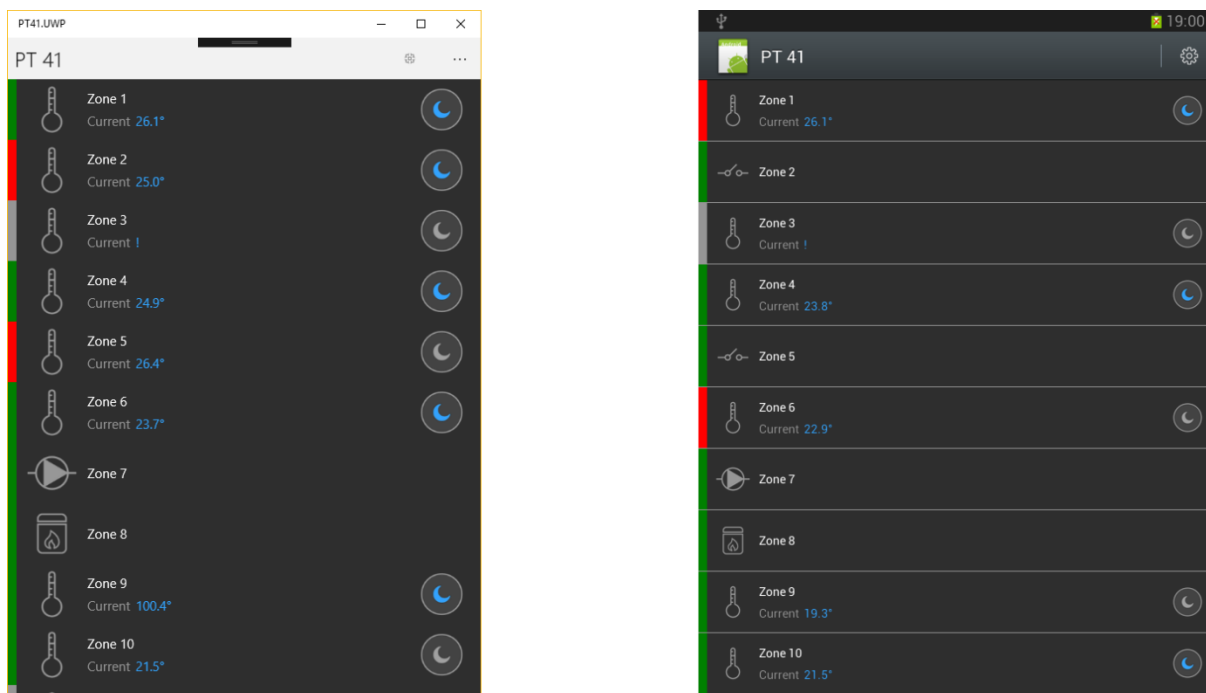 PT41.UWP
PT 41
Zone 1
Current 26.1°
Zone 2
Current 25.0°
Zone 3
Current !
Zone 4
Current 24.9°
Zone 5
Current 26.4°
Zone 6
Current 23.7°
Zone 7
Zone 8
Zone 9
Current 100.4°
Zone 10
Current 21.5°
19:00
PT 41
Zone 1
Current 26.1°
Zone 2
Zone 3
Current !
Zone 4
Current 23.8°
Zone 5
Zone 6
Current 22.9°
Zone 7
Zone 8
Zone 9
Current 19.3°
Zone 10
Current 21.5°